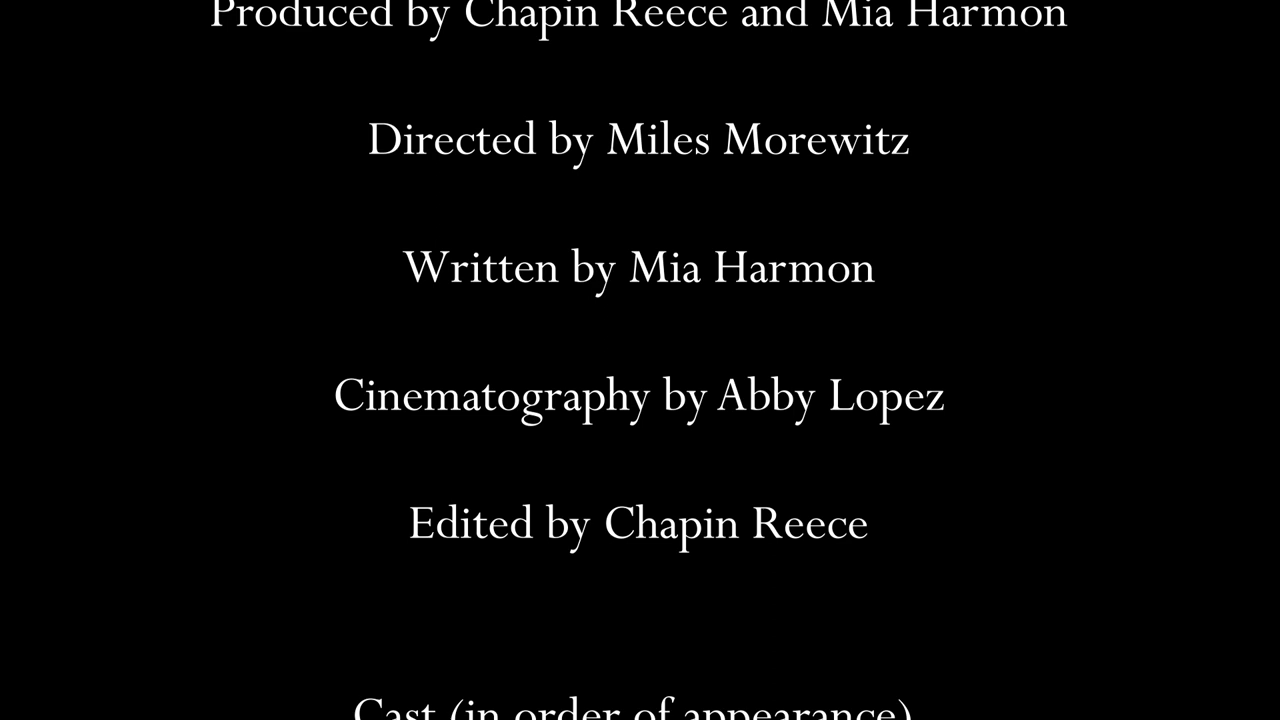 Produced by Chapin Reece and Mia Harmon
Directed by Miles Morewitz
Written by Mia Harmon
Cinematography by Abby Lopez
Edited by Chapin Reece
Cast (in order of appearance)